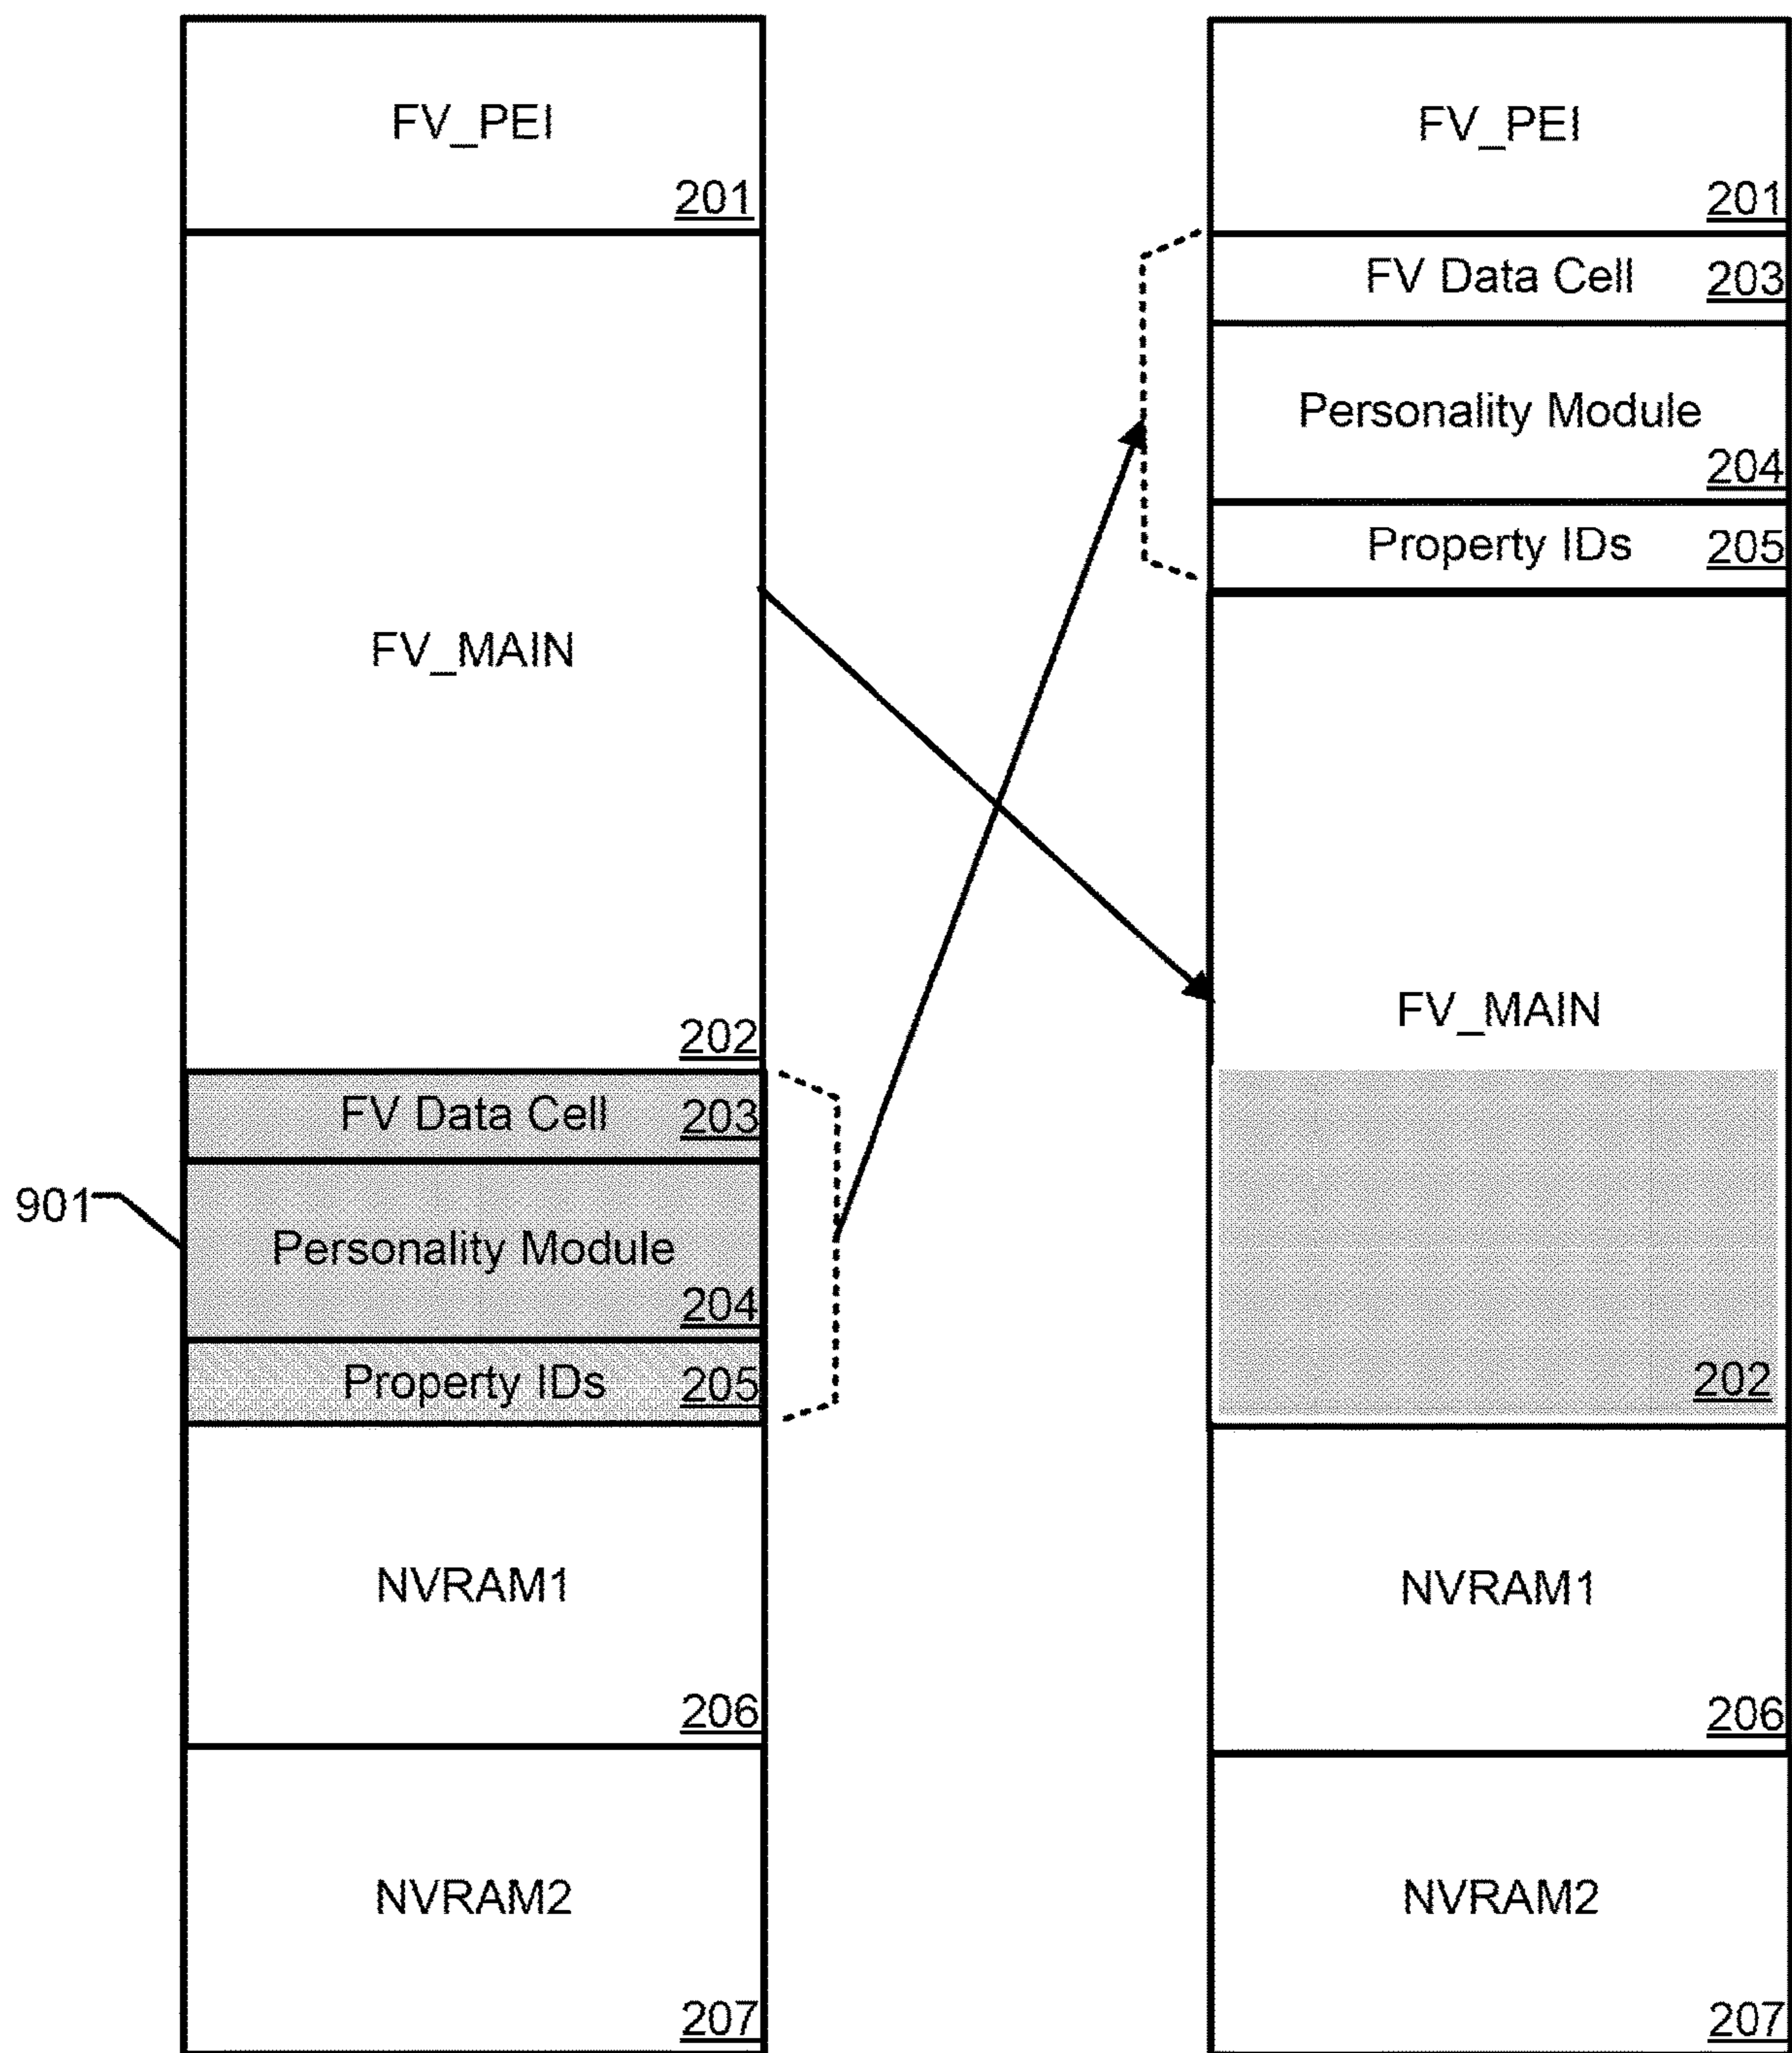 FV_PEI
201
FV_MAIN
202
FV Data Cell 203
901
Personality Module
204
Property IDs 205
NVRAM1
206
NVRAM2
207
FV_PEI
201
FV Data Cell 203
Personality Module
204
Property IDs 205
FV_MAIN
202
NVRAM1
206
NVRAM2
207